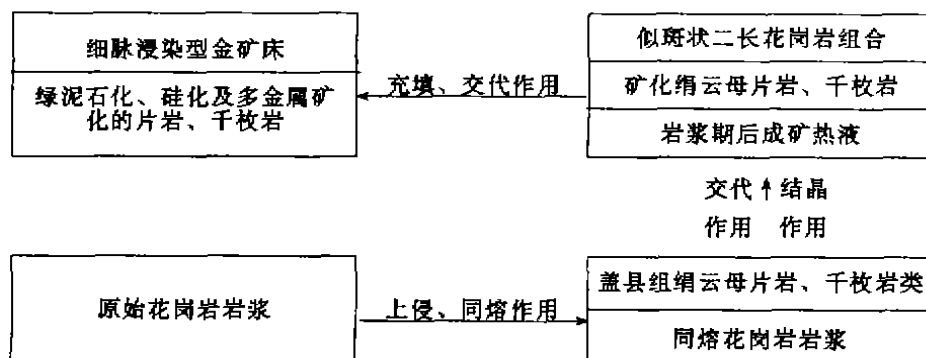 细脉浸染型金矿床
绿泥石化、硅化及多金属矿
化的片岩、千枚岩
充填、交代作用
似斑状二长花岗岩组合
矿化绢云母片岩、千枚岩
岩浆期后成矿热液
交代 结晶
作用 作用
原始花岗岩岩浆
上侵、同熔作用
盖县组绢云母片岩、千枚岩类
同熔花岗岩岩浆